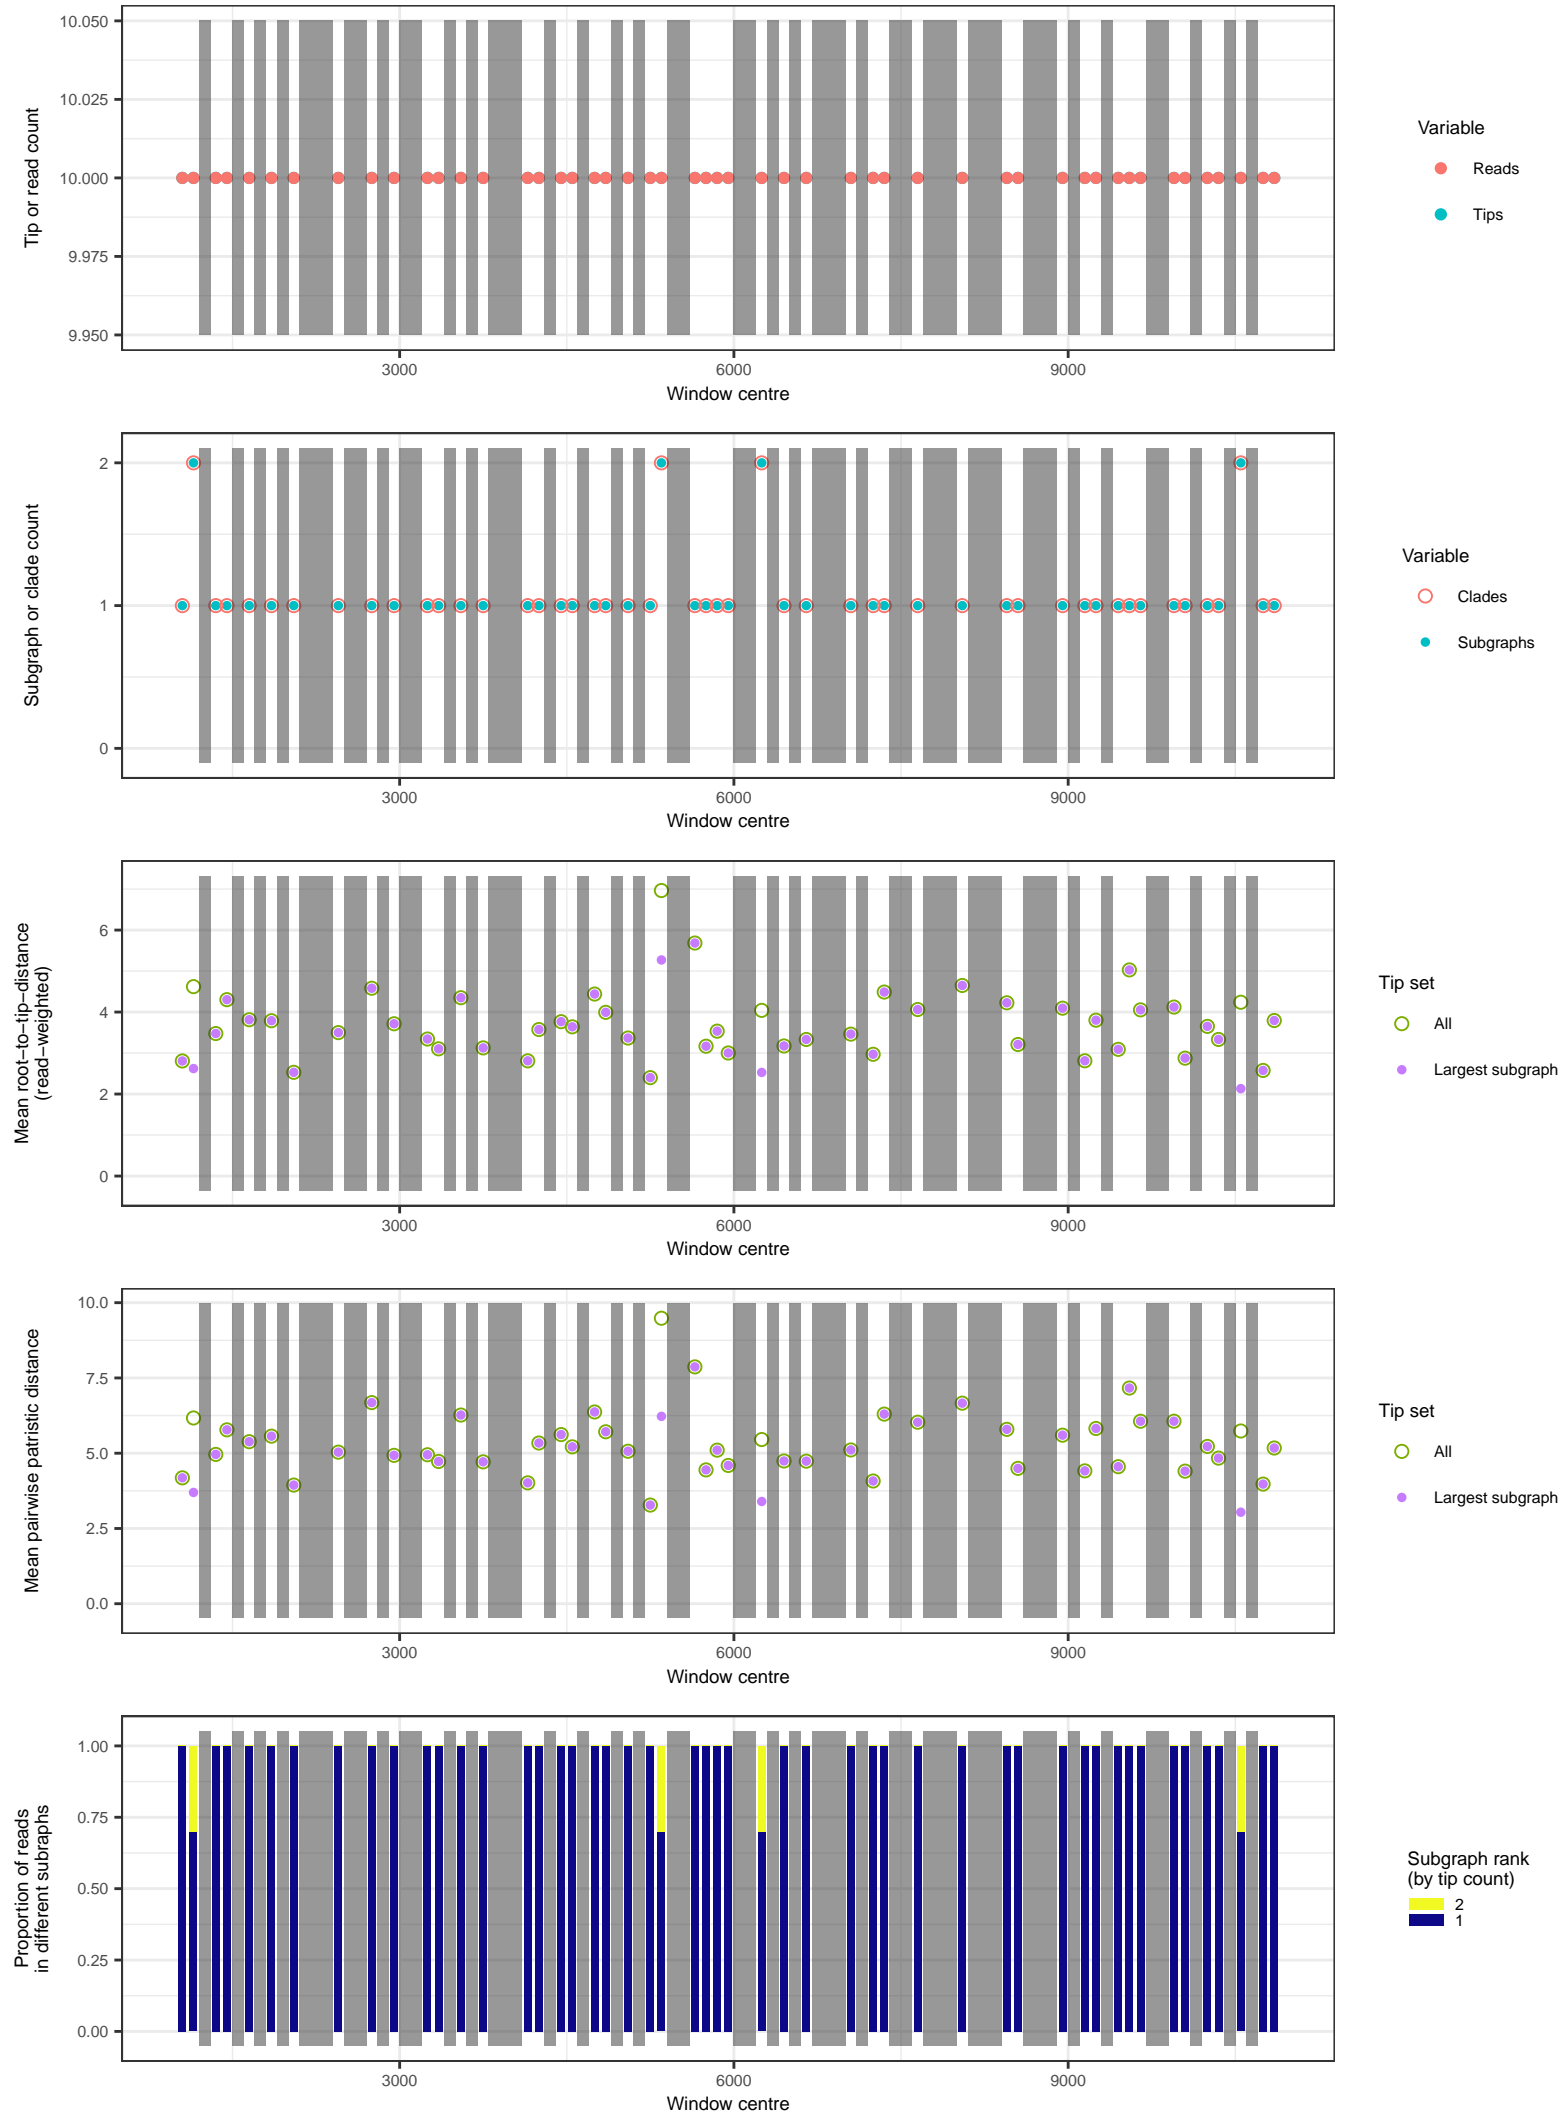 10.050
10.025
10.000
9.975
9.950
Tip or read count
3000
6000
9000
Window centre
Variable
Reads
Tips
2
1
0
Subgraph or clade count
3000
6000
9000
Window centre
Variable
Clades
Subgraphs
6
4
2
0
Mean root−to−tip−distance
(read−weighted)
3000
6000
9000
Window centre
Tip set
All
Largest subgraph
10.0
7.5
5.0
2.5
0.0
Mean pairwise patristic distance
3000
6000
9000
Window centre
Tip set
All
Largest subgraph
1.00
0.75
0.50
0.25
0.00
Proportion of reads
in different subraphs
3000
6000
9000
Window centre
Subgraph rank
(by tip count)
2
1